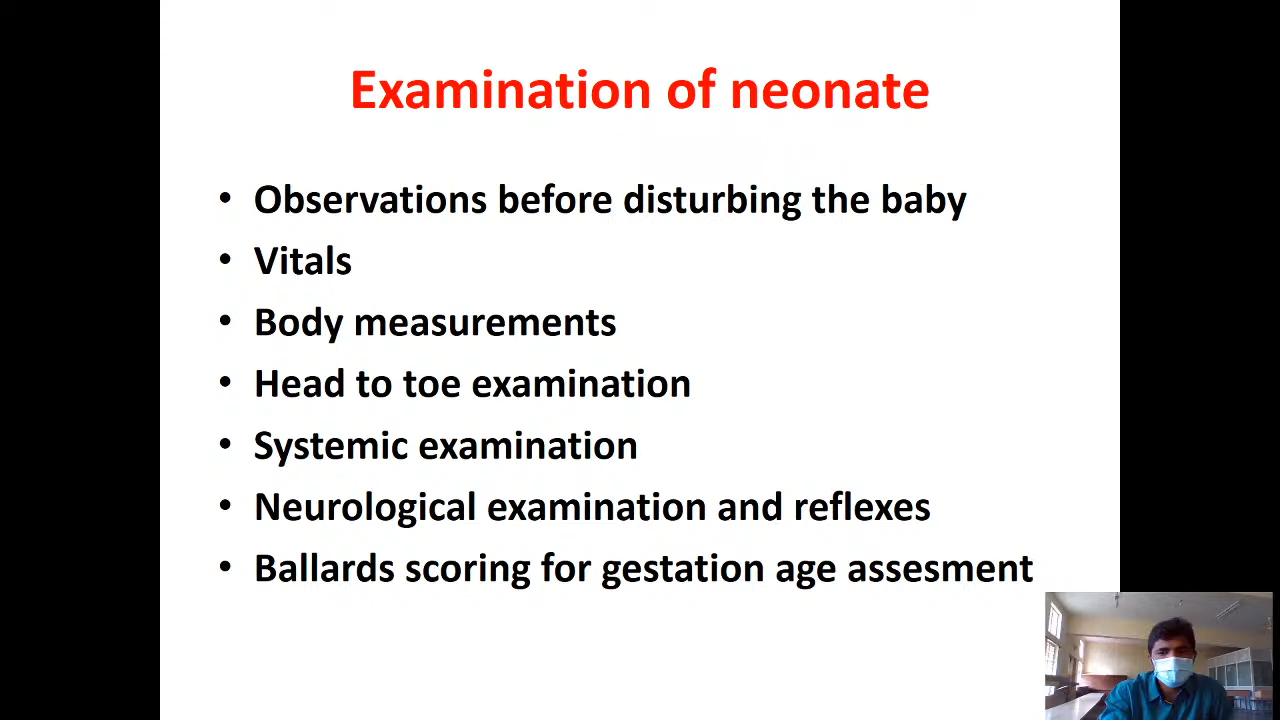 Examination of neonate
• Observations before disturbing the baby
• Vitals
• Body measurements
• Head to toe examination
• Systemic examination
• Neurological examination and reflexes
• Ballards scoring for gestation age assesment